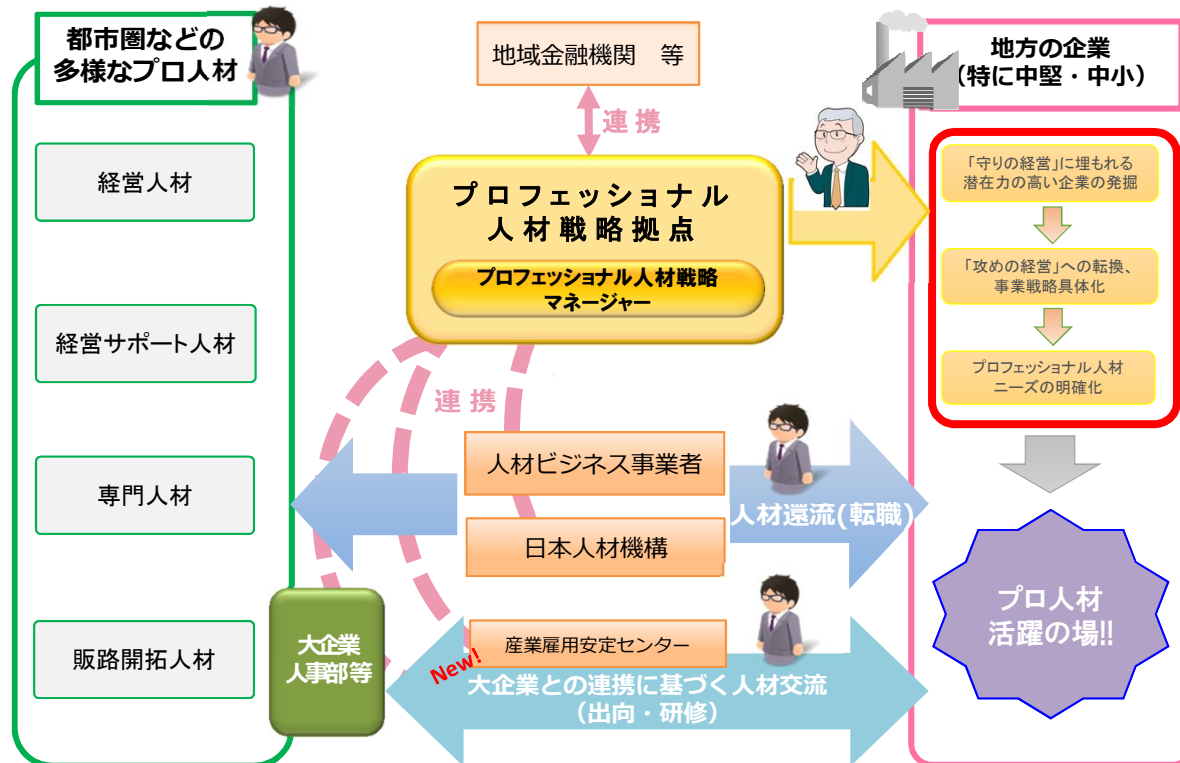 都市圏などの
多様なプロ人材
経営人材
経営サポート人材
専門人材
販路開拓人材
大企業
人事部等
地域金融機関　等
連携
プロフェッショナル
人材戦略拠点
プロフェッショナル人材戦略
マネージャー
連携
人材ビジネス事業者
日本人材機構
人材還流(転職)
New!
産業雇用安定センター
大企業との連携に基づく人材交流
（出向・研修）
地方の企業
（特に中堅・中小）
「守りの経営」に埋もれる
潜在力の高い企業の発掘
「攻めの経営」への転換、
事業戦略具体化
プロフェッショナル人材
ニーズの明確化
プロ人材
活躍の場!!